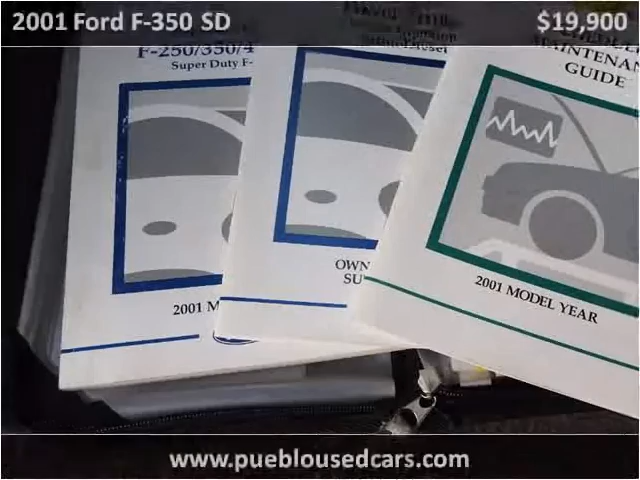 2001 Ford F-350 SD
$19,900
F-250/350/4
Super Duty F-
2001 M
OWN
SU
MAINTENAN
GUIDE
2001 MODEL YEAR
www.pueblousedcars.com